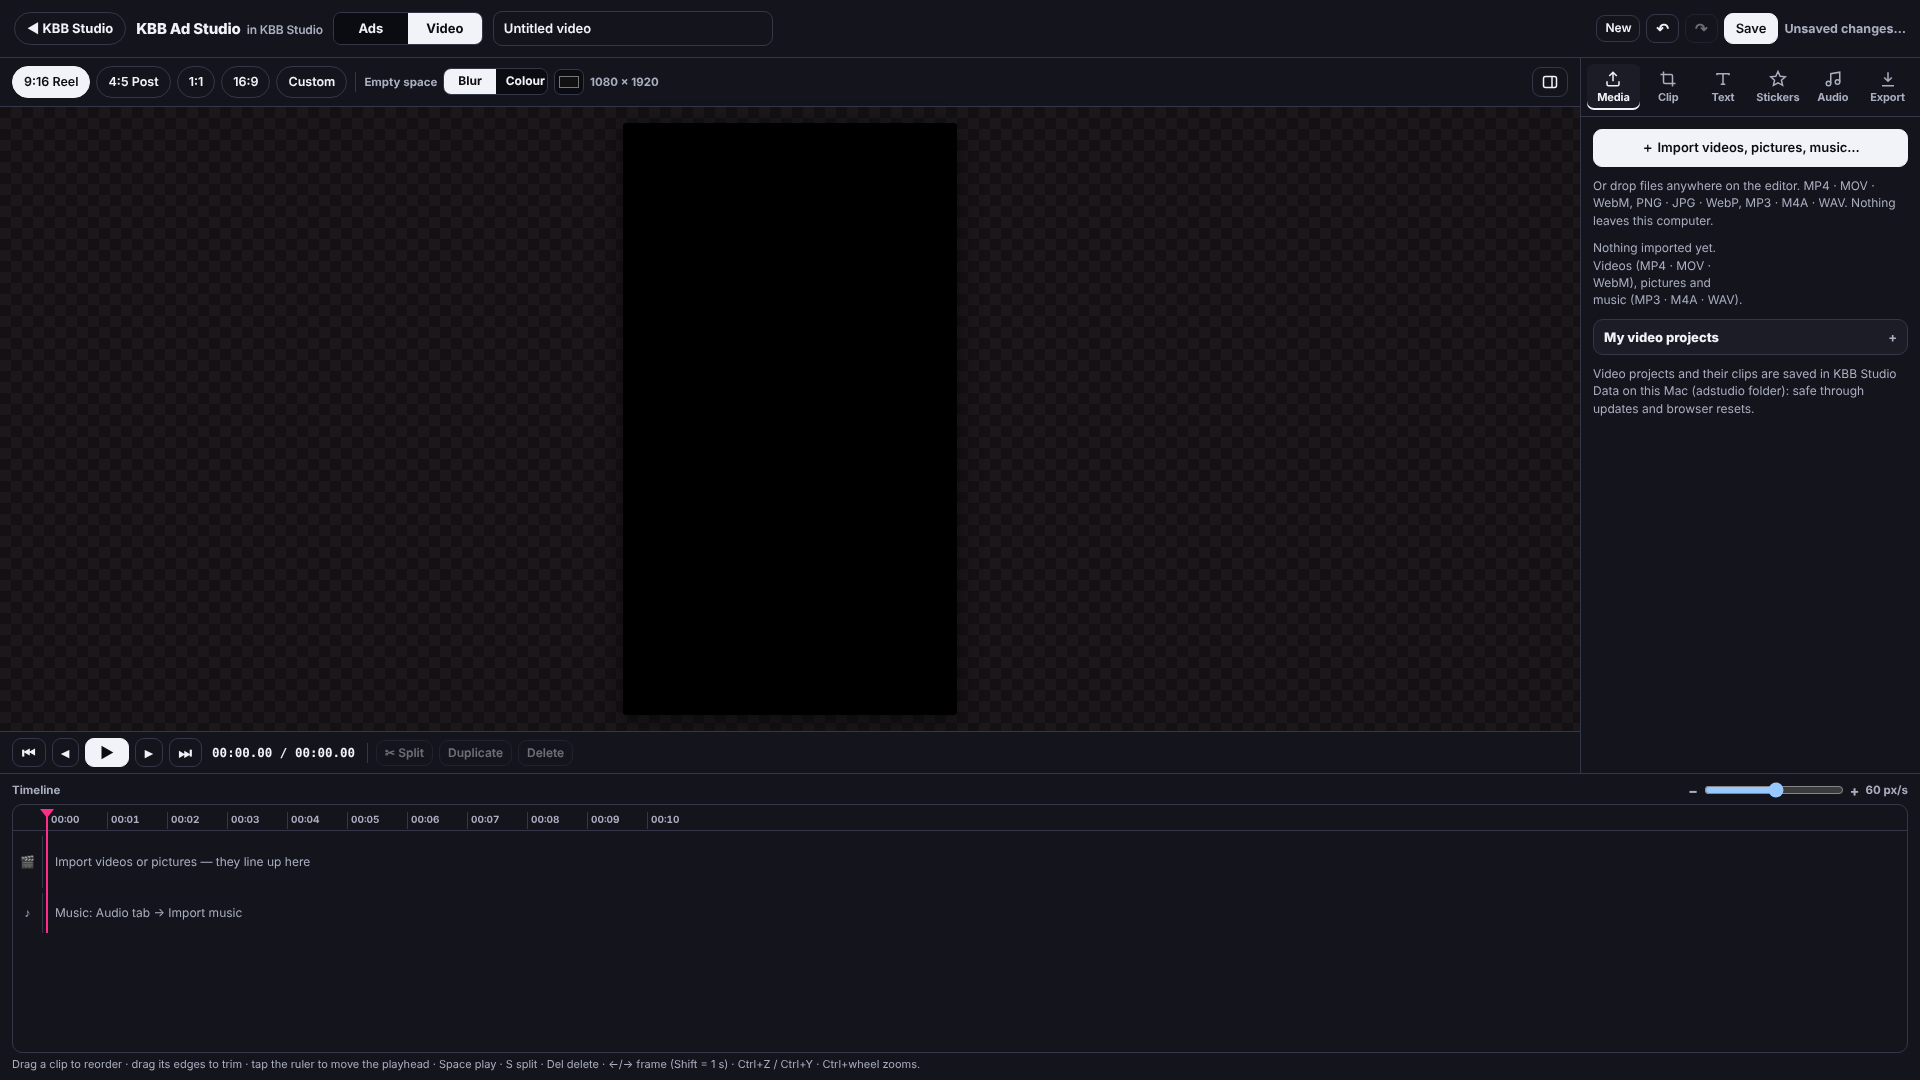 ◀ KBB Studio KBB Ad Studio in KBB Studio Ads Video Untitled video New ↶ ↷ Save Unsaved changes…
9:16 Reel 4:5 Post 1:1 16:9 Custom Empty space Blur Colour 1080 × 1920
Media Clip Text Stickers Audio Export
+ Import videos, pictures, music…
Or drop files anywhere on the editor. MP4 · MOV ·
WebM, PNG · JPG · WebP, MP3 · M4A · WAV. Nothing
leaves this computer.
Nothing imported yet.
Videos (MP4 · MOV ·
WebM), pictures and
music (MP3 · M4A · WAV).
My video projects +
Video projects and their clips are saved in KBB Studio
Data on this Mac (adstudio folder): safe through
updates and browser resets.
00:00.00 / 00:00.00 ✂ Split Duplicate Delete
Timeline − + 60 px/s
00:00 00:01 00:02 00:03 00:04 00:05 00:06 00:07 00:08 00:09 00:10
Import videos or pictures — they line up here
♪ Music: Audio tab → Import music
Drag a clip to reorder · drag its edges to trim · tap the ruler to move the playhead · Space play · S split · Del delete · ←/→ frame (Shift = 1 s) · Ctrl+Z / Ctrl+Y · Ctrl+wheel zooms.